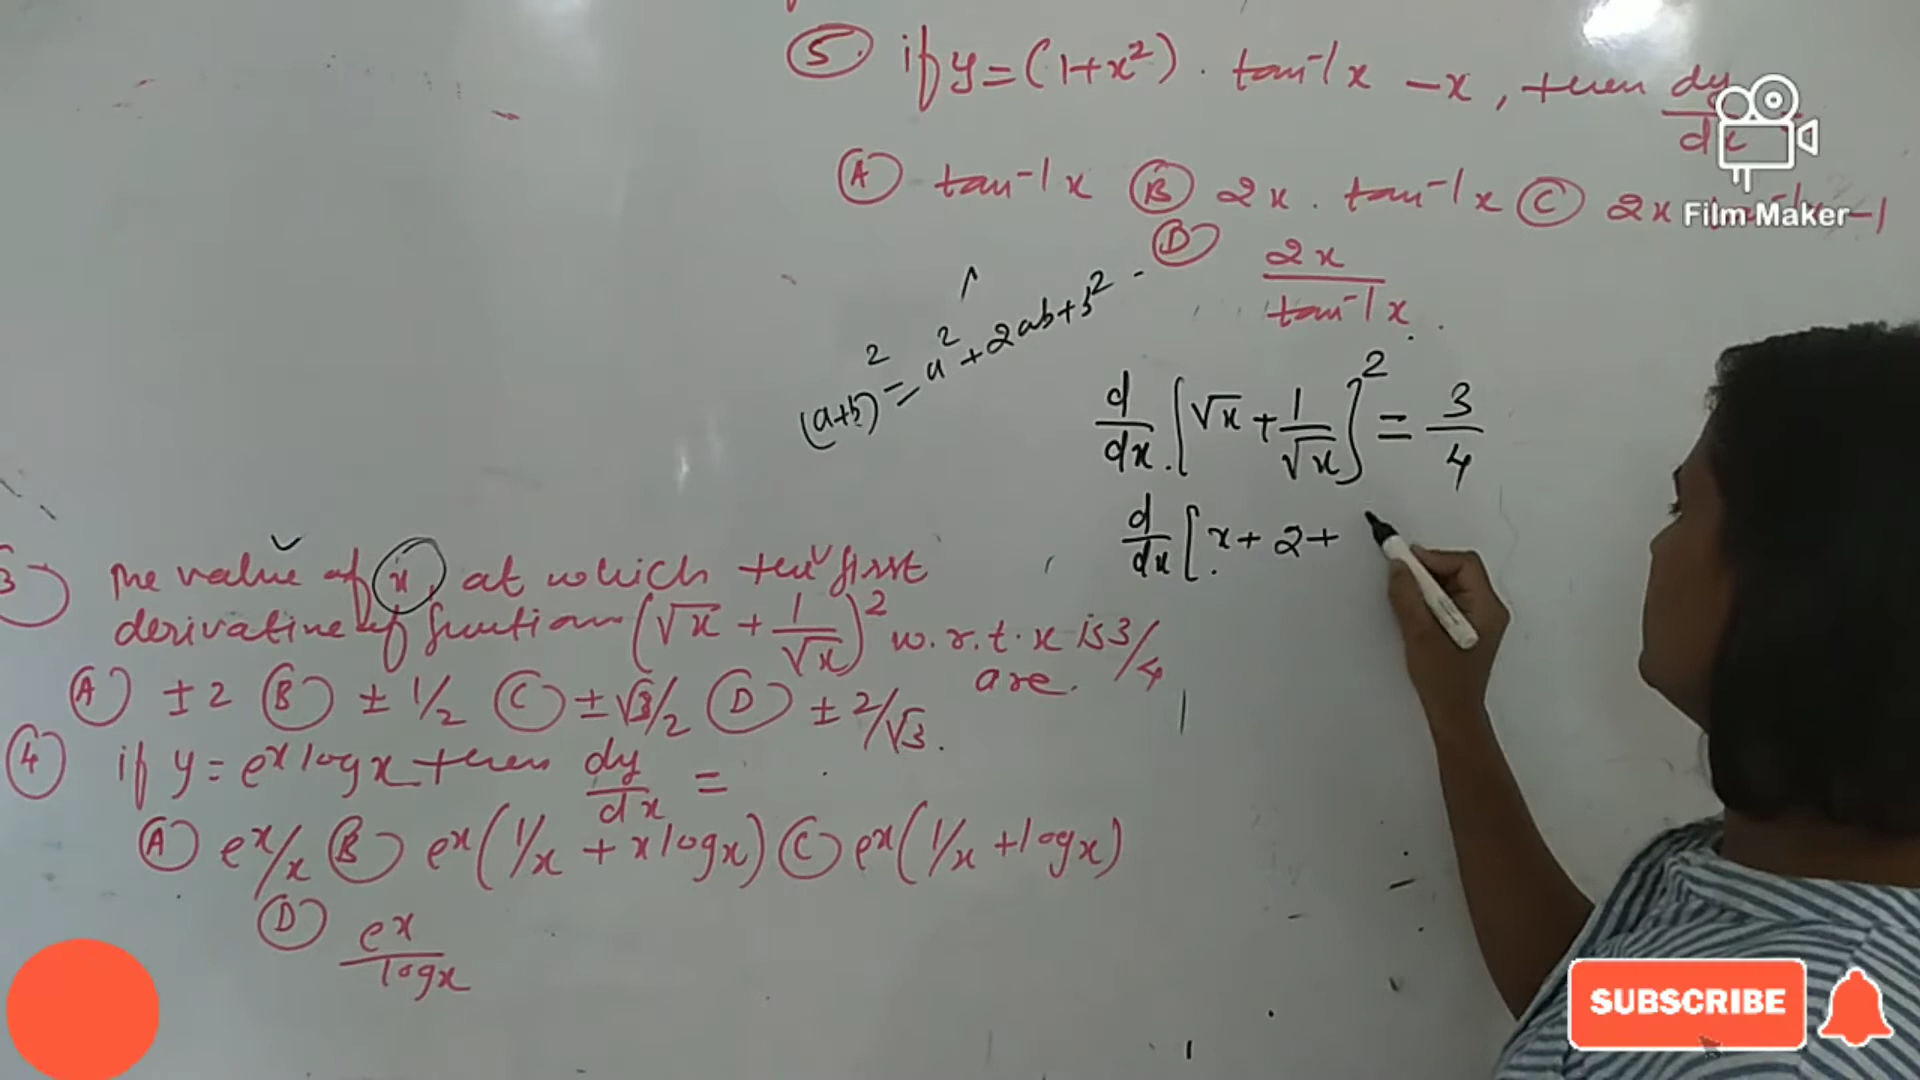 5. if y = (1+x²) . tan⁻¹x - x, then dy/dx
A tan⁻¹x B 2x . tan⁻¹x C 2x -1
D 2x/tan⁻¹x.
Film Maker
(a+b)² = a² + 2ab + b²
d/dx [√x + 1/√x]² = 3/4
d/dx [x + 2 +
3 The value of x, at which the first
derivative of function (√x + 1/√x)² w.r.t. x is 3/4
are.
A ±2 B ±1/2 C ±√3/2 D ±2/√3.
4 if y = eˣ log x then dy/dx =
A eˣ/x B eˣ(1/x + x log x) C eˣ(1/x + log x)
D eˣ/log x
SUBSCRIBE